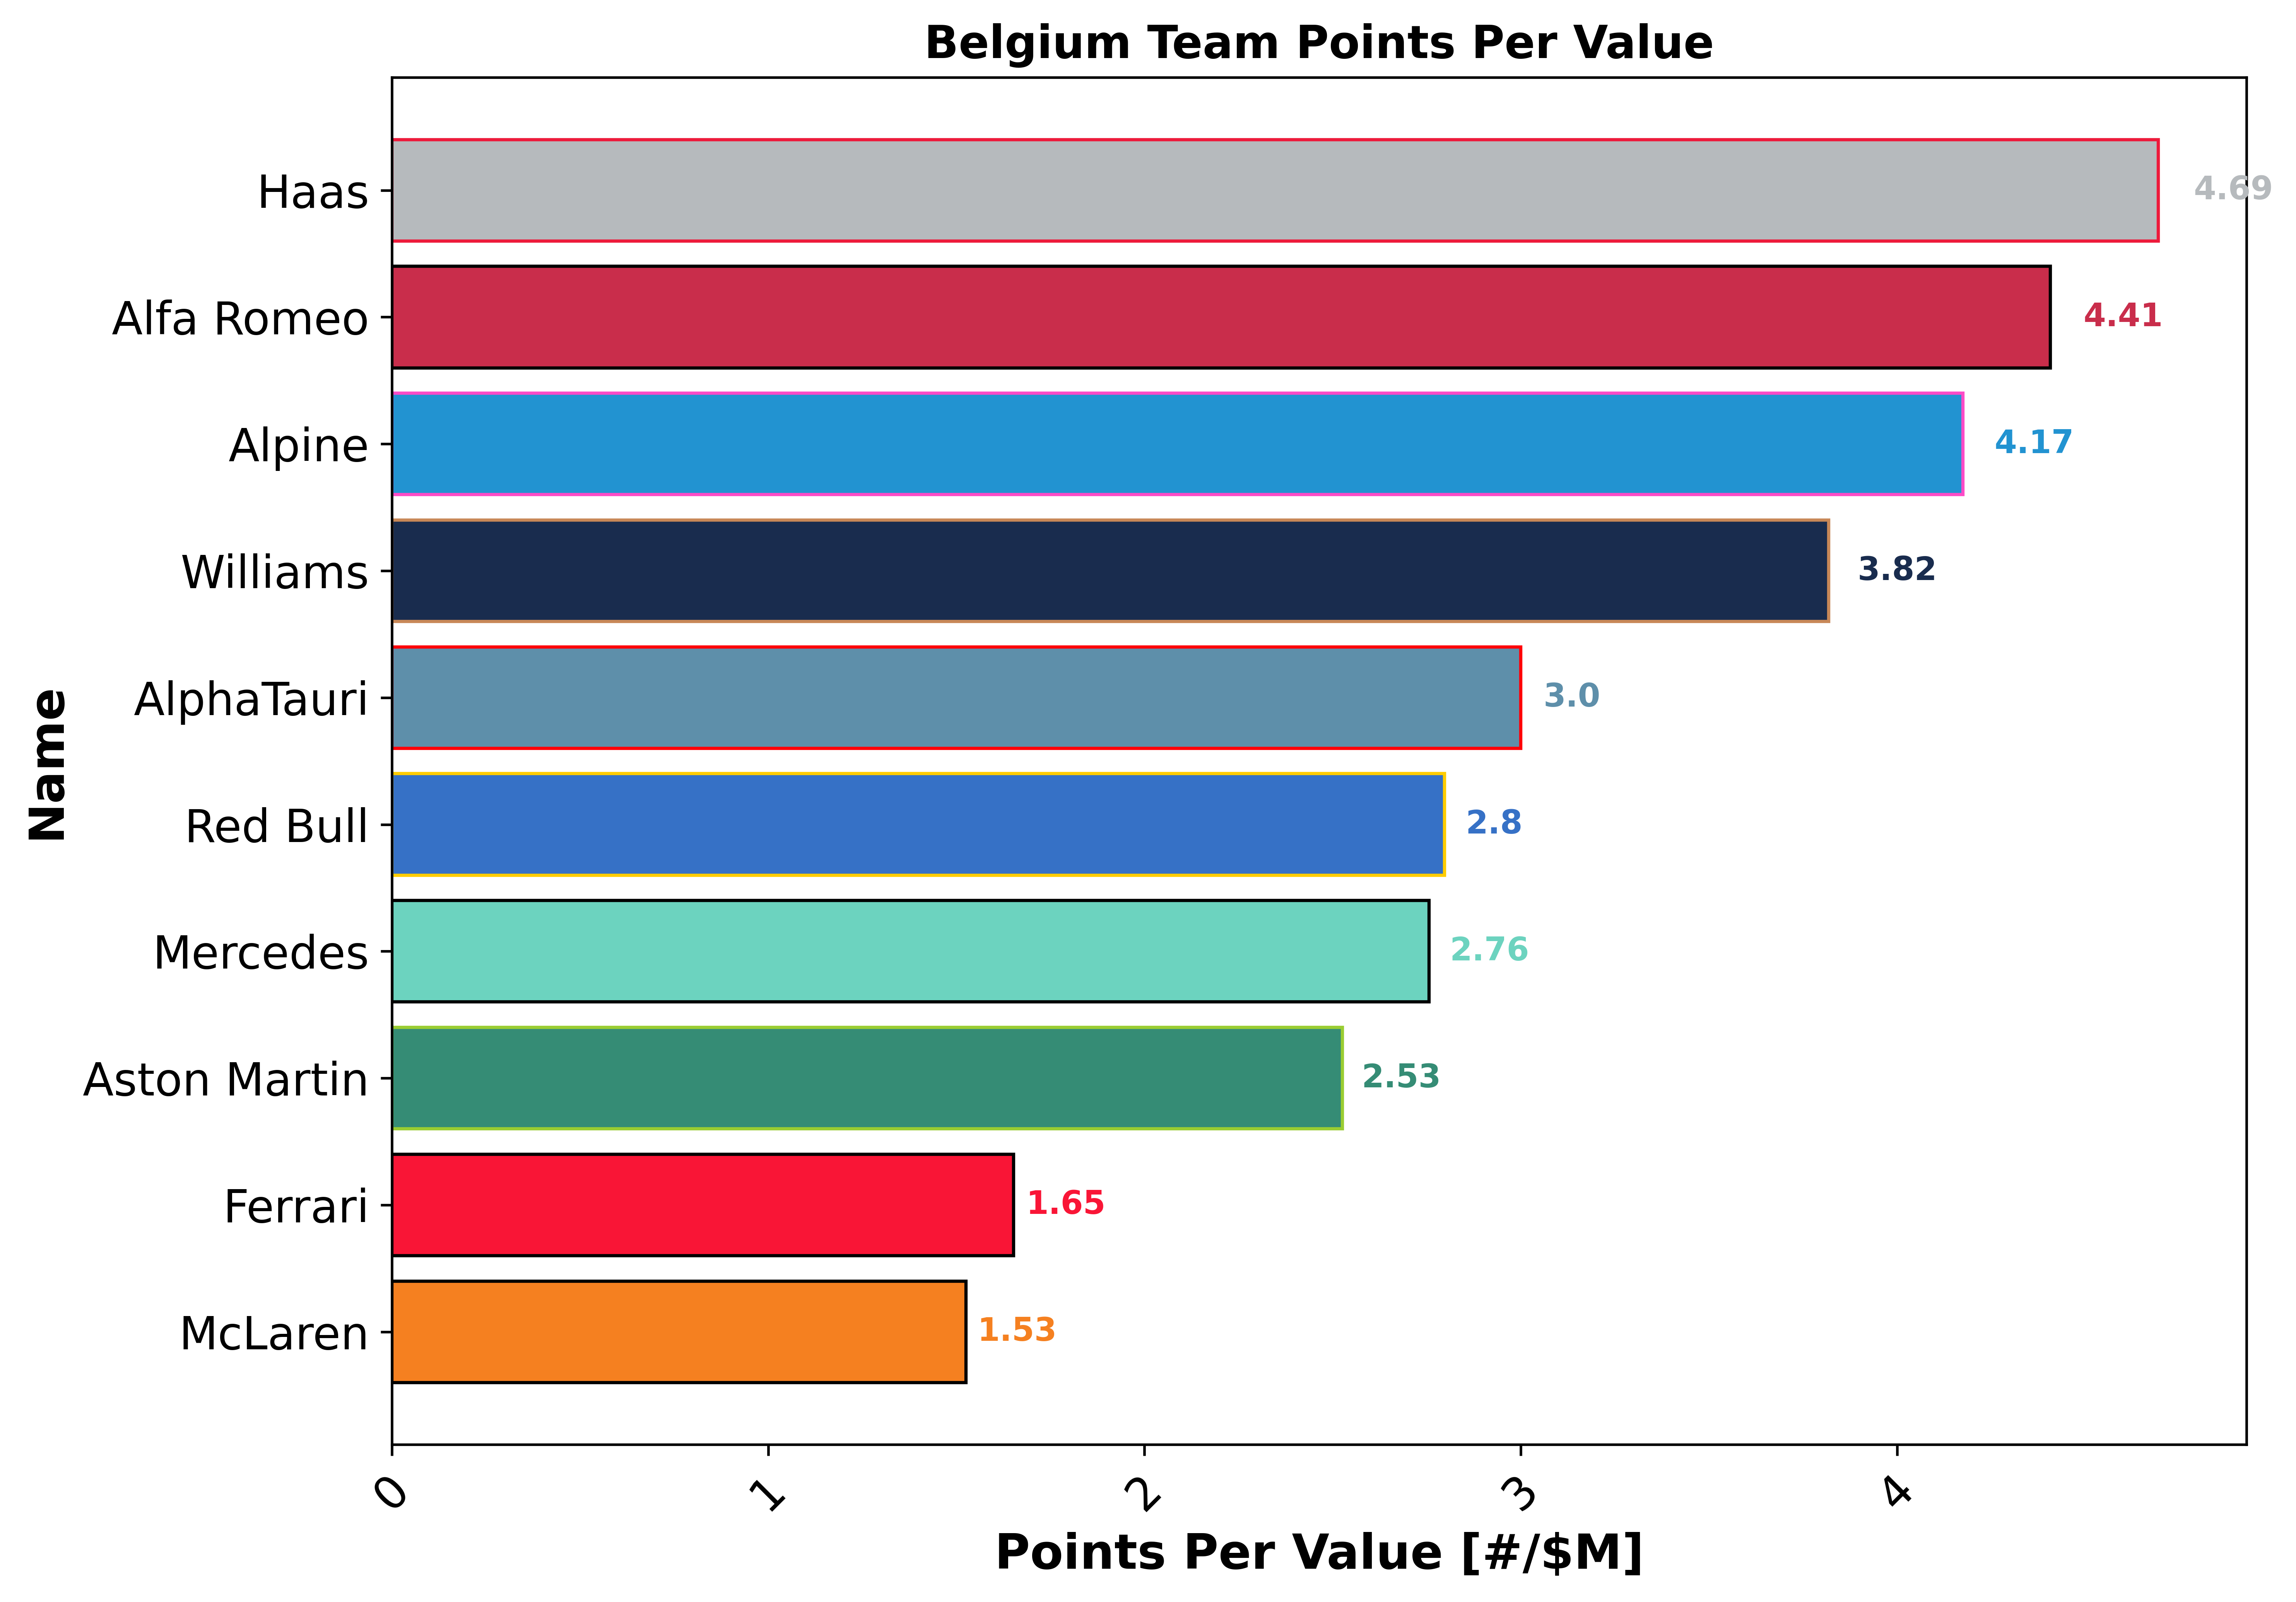 Belgium Team Points Per Value
Haas
4.69
Alfa Romeo
4.41
Alpine
4.17
Williams
3.82
AlphaTauri
3.0
Red Bull
2.8
Mercedes
2.76
Aston Martin
2.53
Ferrari
1.65
McLaren
1.53
Name
0 1 2 3 4
Points Per Value [#/$M]